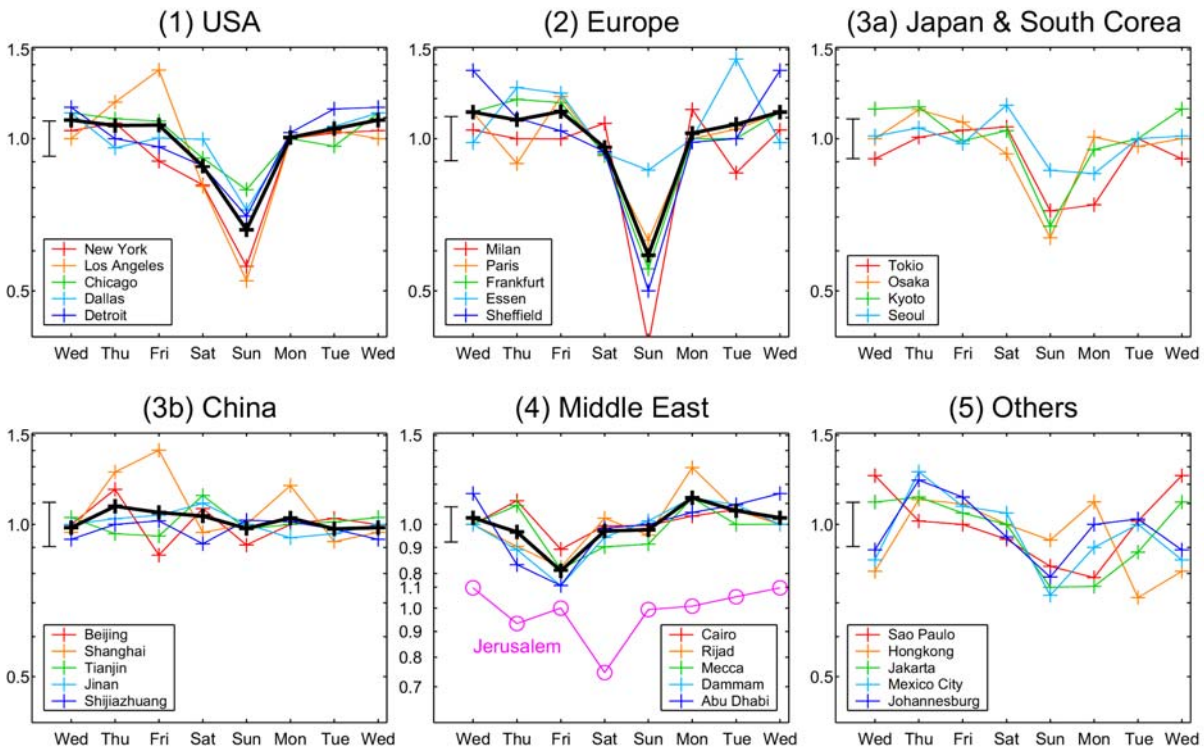 (1) USA
1.5
1.0
0.5
New York
Los Angeles
Chicago
Dallas
Detroit
Wed Thu Fri Sat Sun Mon Tue Wed
(2) Europe
1.5
1.0
0.5
Milan
Paris
Frankfurt
Essen
Sheffield
Wed Thu Fri Sat Sun Mon Tue Wed
(3a) Japan & South Corea
1.5
1.0
0.5
Tokio
Osaka
Kyoto
Seoul
Wed Thu Fri Sat Sun Mon Tue Wed
(3b) China
1.5
1.0
0.5
Beijing
Shanghai
Tianjin
Jinan
Shijiazhuang
Wed Thu Fri Sat Sun Mon Tue Wed
(4) Middle East
1.5
1.0
0.9
0.8
1.1
1.0
0.9
0.8
0.7
Jerusalem
Cairo
Rijad
Mecca
Dammam
Abu Dhabi
Wed Thu Fri Sat Sun Mon Tue Wed
(5) Others
1.5
1.0
0.5
Sao Paulo
Hongkong
Jakarta
Mexico City
Johannesburg
Wed Thu Fri Sat Sun Mon Tue Wed